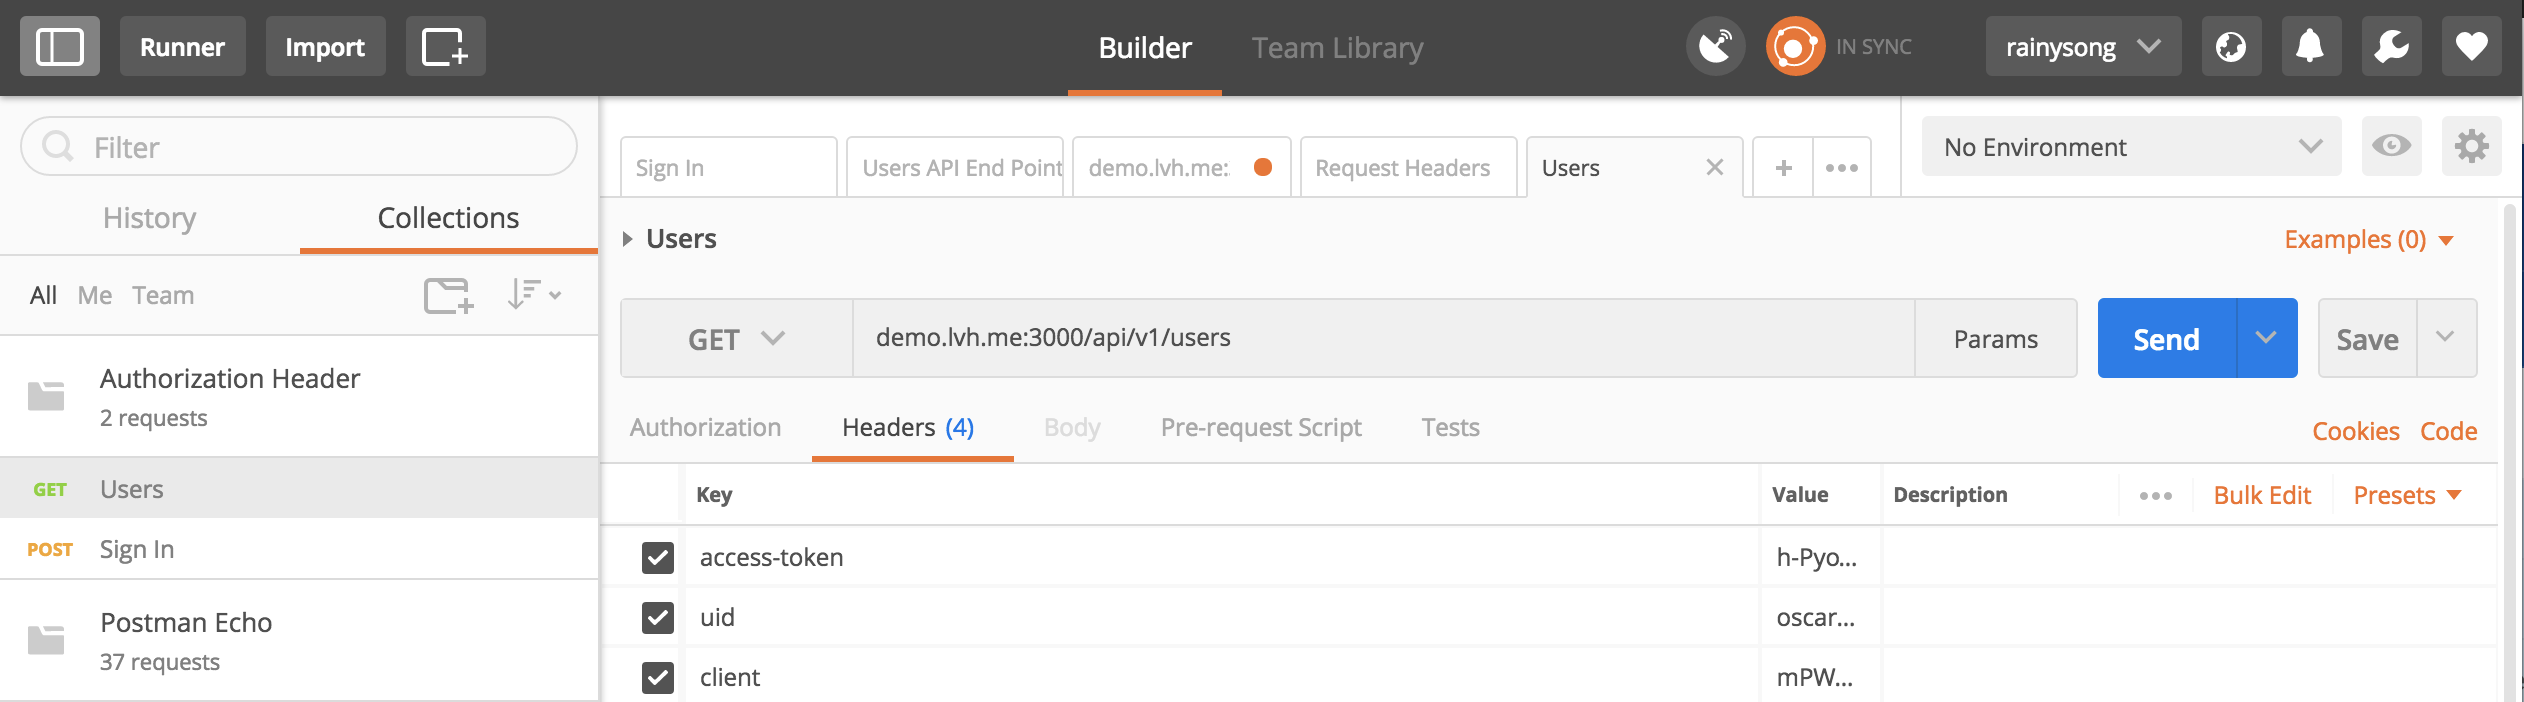 Runner Import Builder Team Library IN SYNC rainysong
Filter
History Collections
All Me Team
Authorization Header
2 requests
GET Users
POST Sign In
Postman Echo
37 requests
Sign In Users API End Point demo.lvh.me: Request Headers Users No Environment
Users Examples (0)
GET demo.lvh.me:3000/api/v1/users Params Send Save
Authorization Headers (4) Body Pre-request Script Tests Cookies Code
Key Value Description Bulk Edit Presets
access-token h-Pyo...
uid oscar...
client mPW...